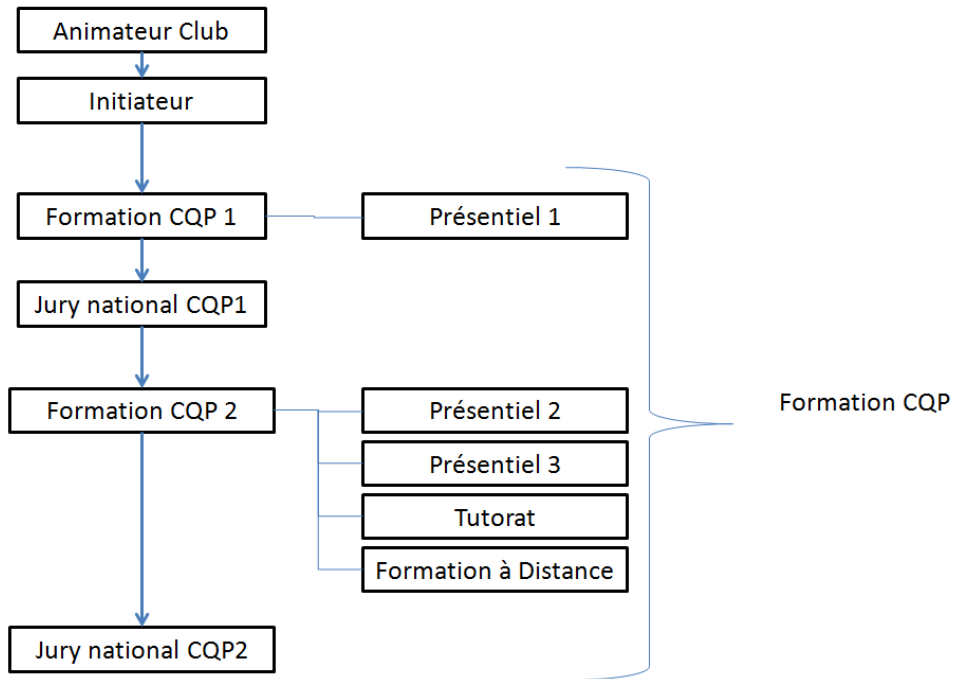 Animateur Club
Initiateur
Formation CQP 1
Présentiel 1
Jury national CQP1
Formation CQP 2
Présentiel 2
Formation CQP
Présentiel 3
Tutorat
Formation à Distance
Jury national CQP2